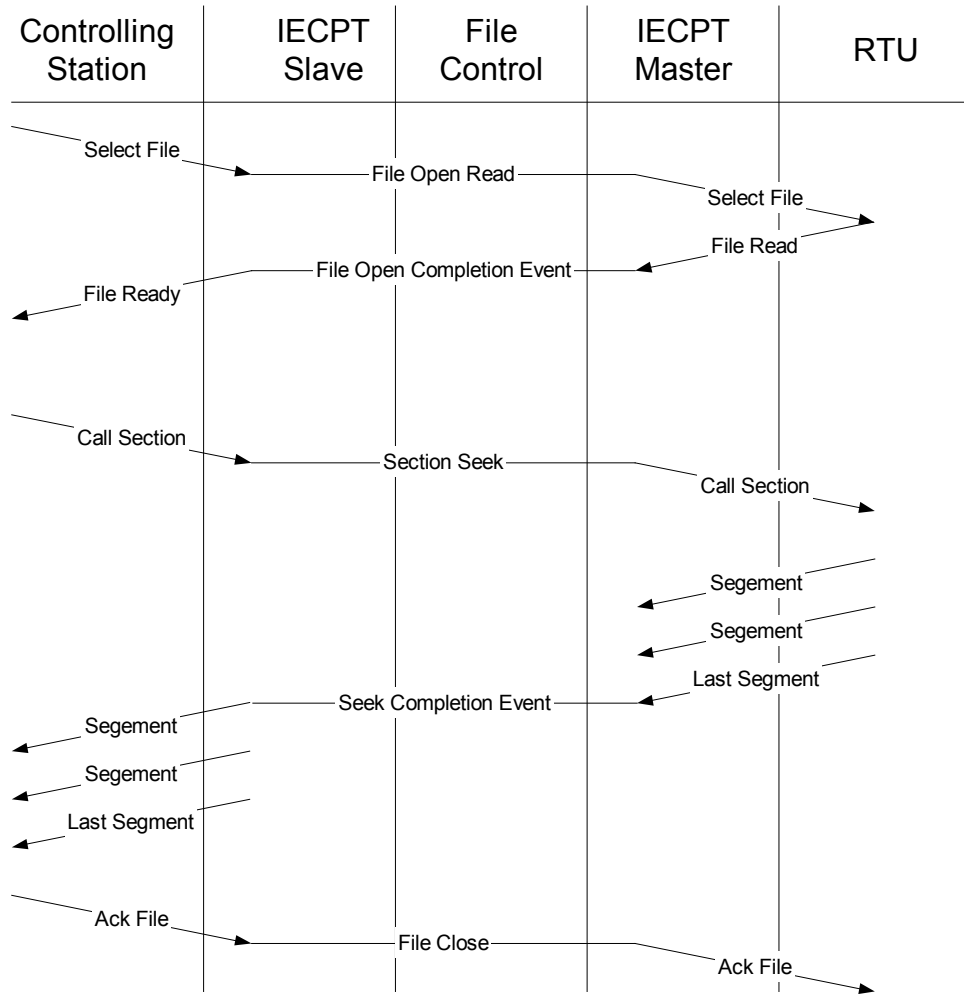 Controlling
Station
IECPT
Slave
File
Control
IECPT
Master
RTU
Select File
File Open Read
Select File
File Read
File Open Completion Event
File Ready
Call Section
Section Seek
Call Section
Segement
Segement
Last Segment
Seek Completion Event
Segement
Segement
Last Segment
Ack File
File Close
Ack File